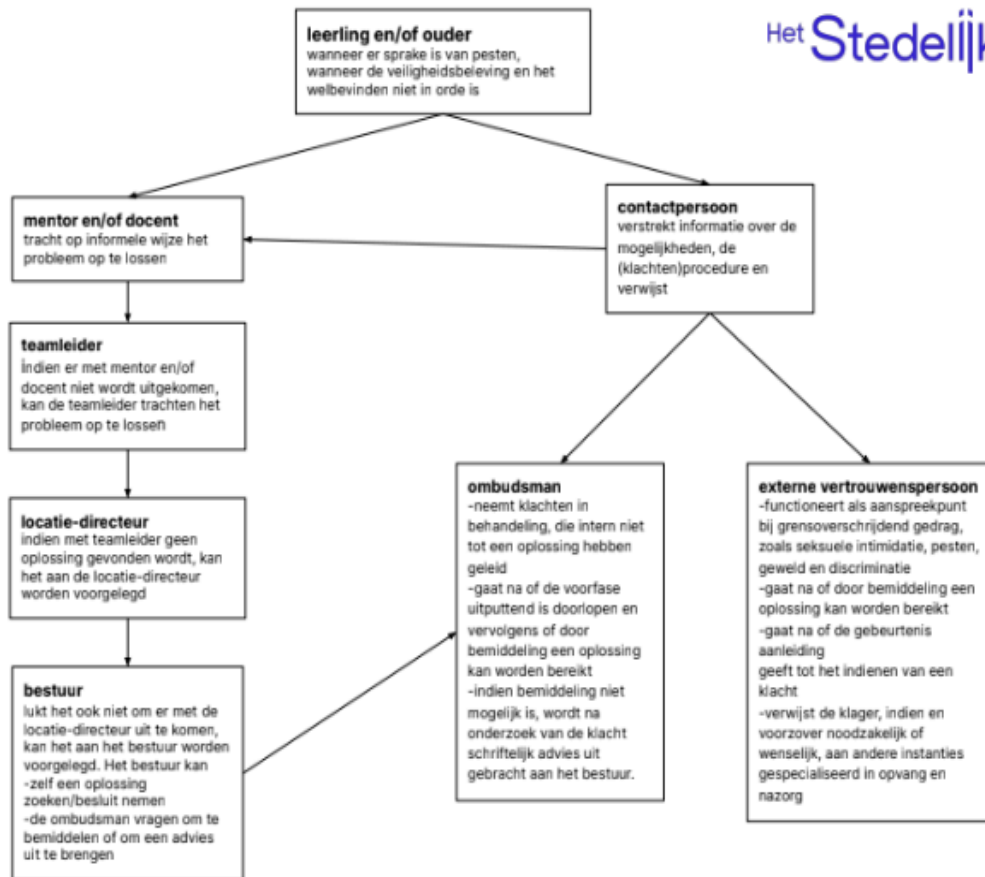 leerling en/of ouder
wanneer er sprake is van pesten,
wanneer de veiligheidsbeleving en het
welbevinden niet in orde is
Het Stedelijk
mentor en/of docent
tracht op informele wijze het
probleem op te lossen
contactpersoon
verstrekt informatie over de
mogelijkheden, de
(klachten)procedure en
verwijst
teamleider
indien er met mentor en/of
docent niet wordt uitgekomen,
kan de teamleider trachten het
probleem op te lossen
locatie-directeur
indien met teamleider geen
oplossing gevonden wordt, kan
het aan de locatie-directeur
worden voorgelegd
bestuur
lukt het ook niet om er met de
locatie-directeur uit te komen,
kan het aan het bestuur worden
voorgelegd. Het bestuur kan
-zelf een oplossing
zoeken/besluit nemen
-de ombudsman vragen om te
bemiddelen of om een advies
uit te brengen
ombudsman
-neemt klachten in
behandeling, die intern niet
tot een oplossing hebben
geleid
-gaat na of de voorfase
uitputtend is doorlopen en
vervolgens of door
bemiddeling een oplossing
kan worden bereikt
-indien bemiddeling niet
mogelijk is, wordt na
onderzoek van de klacht
schriftelijk advies uit
gebracht aan het bestuur.
externe vertrouwenspersoon
-functioneert als aanspreekpunt
bij grensoverschrijdend gedrag,
zoals seksuele intimidatie, pesten,
geweld en discriminatie
-gaat na of door bemiddeling een
oplossing kan worden bereikt
-gaat na of de gebeurtenis
aanleiding
geeft tot het indienen van een
klacht
-verwijst de klager, indien en
voorzover noodzakelijk of
wenselijk, aan andere instanties
gespecialiseerd in opvang en
nazorg